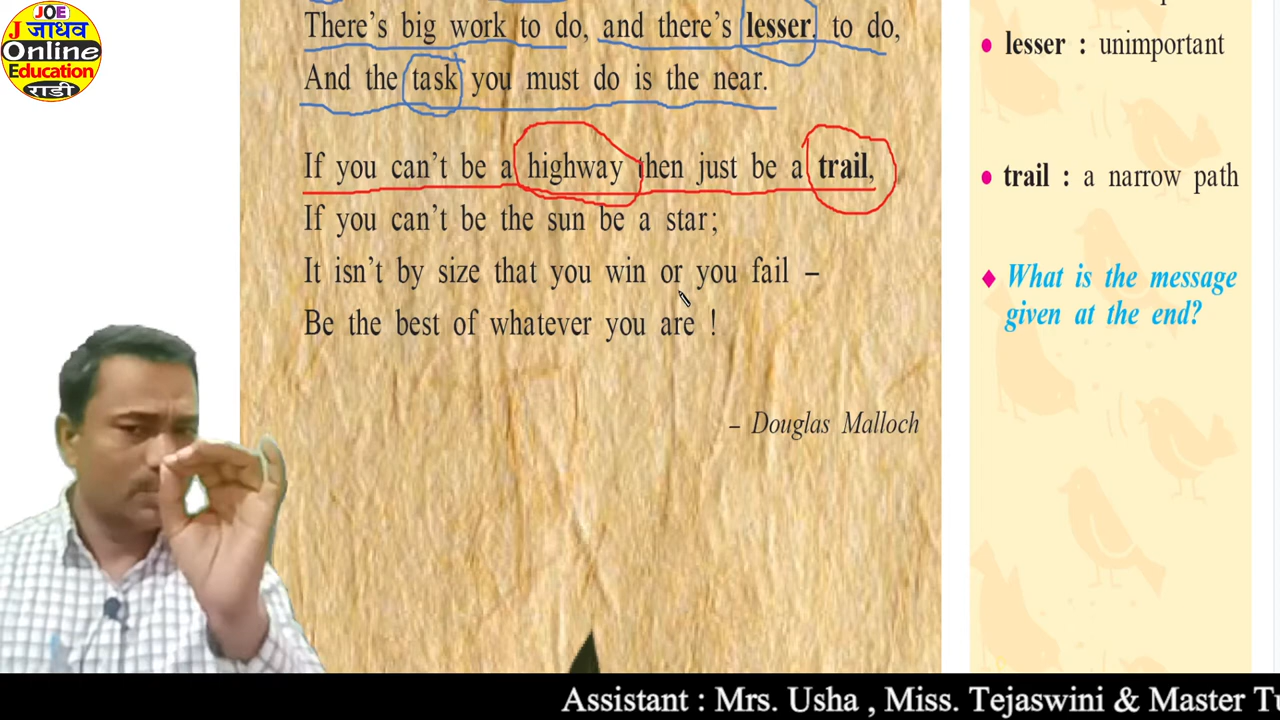 JOE
J जाधव
Online
Education
राडी
There's big work to do, and there's lesser. to do,
And the task you must do is the near.
If you can't be a highway then just be a trail,
If you can't be the sun be a star;
It isn't by size that you win or you fail –
Be the best of whatever you are !
– Douglas Malloch
• lesser : unimportant
• trail : a narrow path
♦ What is the message
given at the end?
Assistant : Mrs. Usha , Miss. Tejaswini & Master